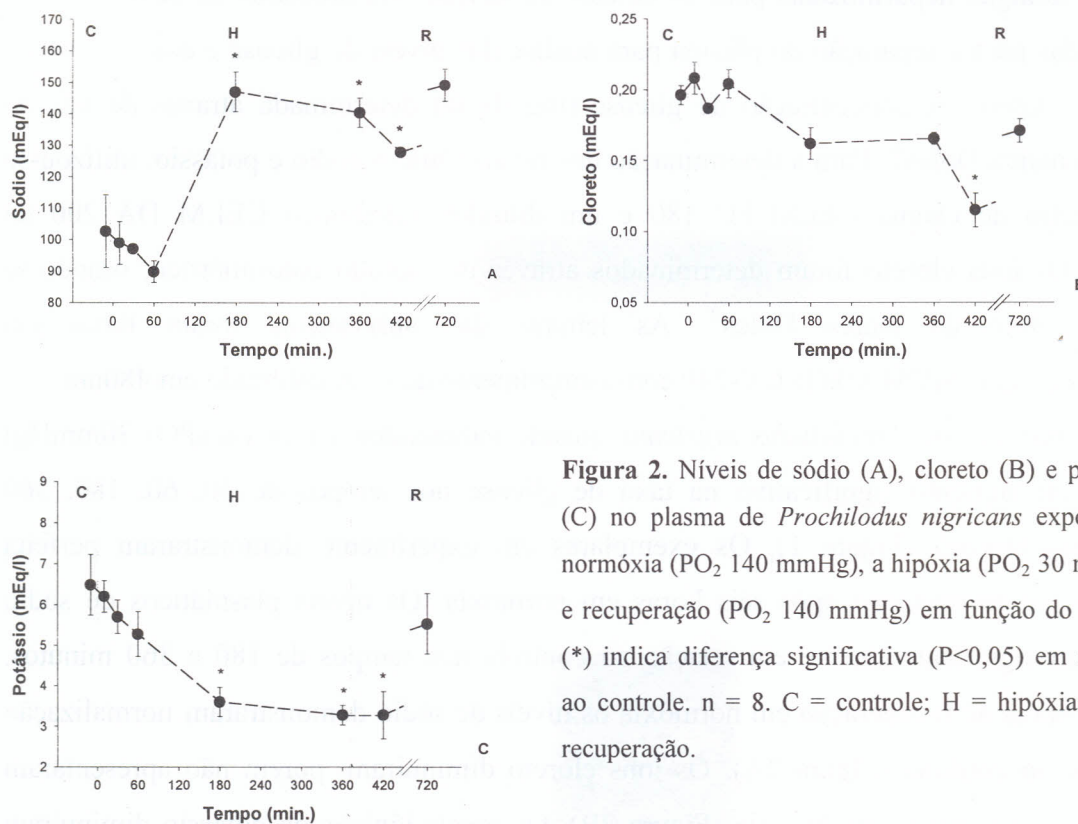 C H R
170
160
150
140
130
120
110
100
90
80
Sódio (mEq/l)
* * *
0 60 120 180 240 300 360 420 720
Tempo (min.)
A
C H R
0,25
0,20
0,15
0,10
0,05
Cloreto (mEq/l)
*
0 60 120 180 240 300 360 420 720
Tempo (min.)
C H R
9
8
7
6
5
4
3
2
Potássio (mEq/l)
* * *
0 60 120 180 240 300 360 420 720
Tempo (min.)
C
Figura 2. Níveis de sódio (A), cloreto (B) e p
(C) no plasma de Prochilodus nigricans expo
normóxia (PO₂ 140 mmHg), a hipóxia (PO₂ 30
e recuperação (PO₂ 140 mmHg) em função do
(*) indica diferença significativa (P<0,05) em
ao controle. n = 8. C = controle; H = hipóxia
recuperação.